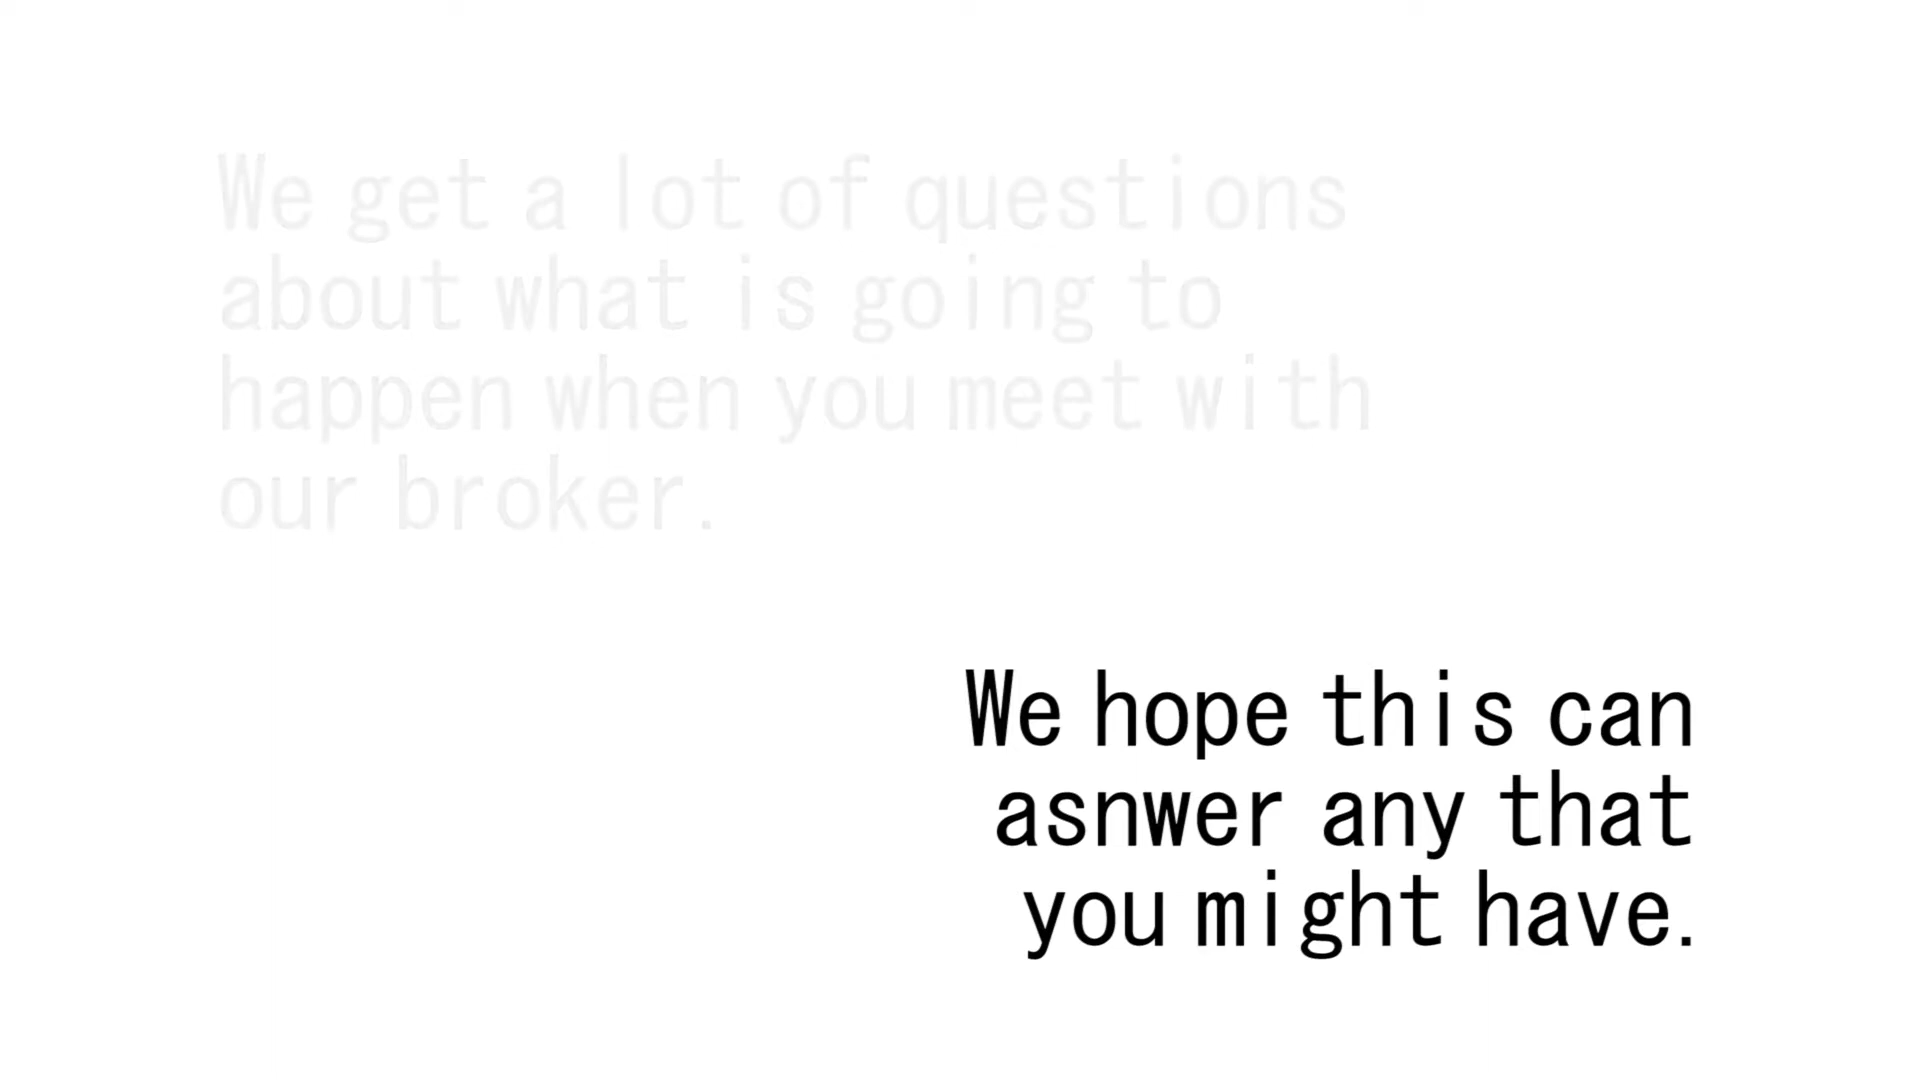 We get a lot of questions
about what is going to
happen when you meet with
our broker.
We hope this can
asnwer any that
you might have.